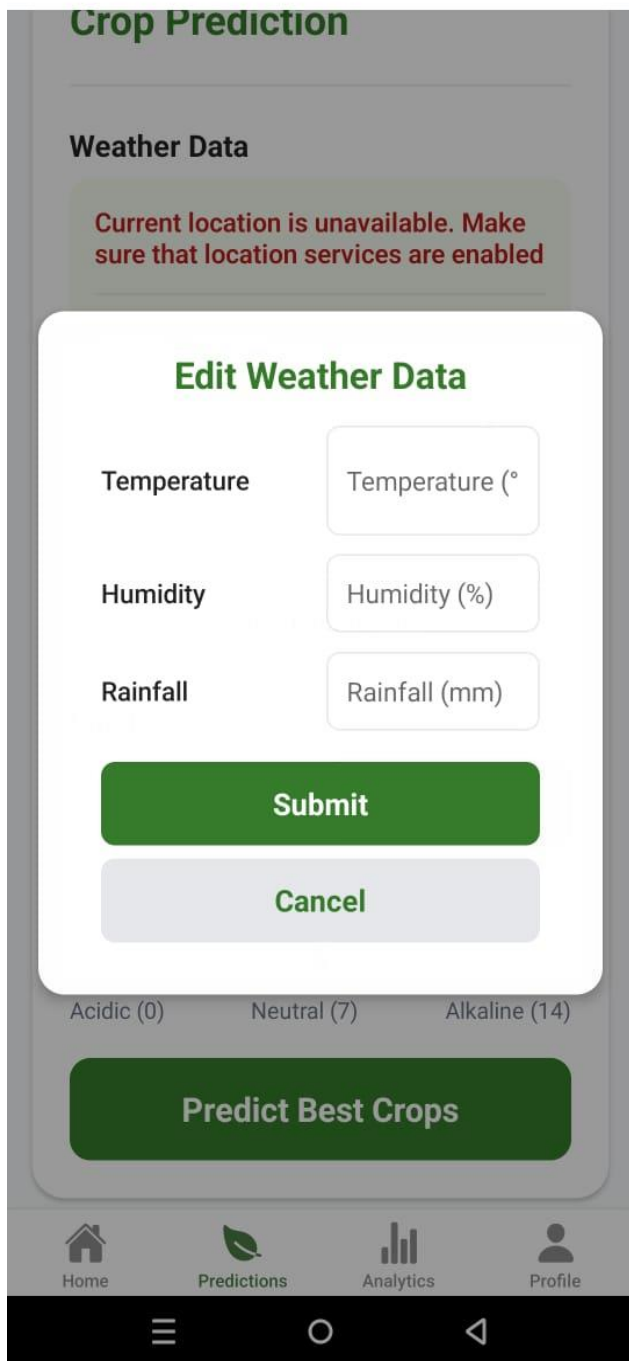 Crop Prediction
Weather Data
Current location is unavailable. Make
sure that location services are enabled
Edit Weather Data
Temperature
Temperature (°
Humidity
Humidity (%)
Rainfall
Rainfall (mm)
Submit
Cancel
Acidic (0) Neutral (7) Alkaline (14)
Predict Best Crops
Home Predictions Analytics Profile